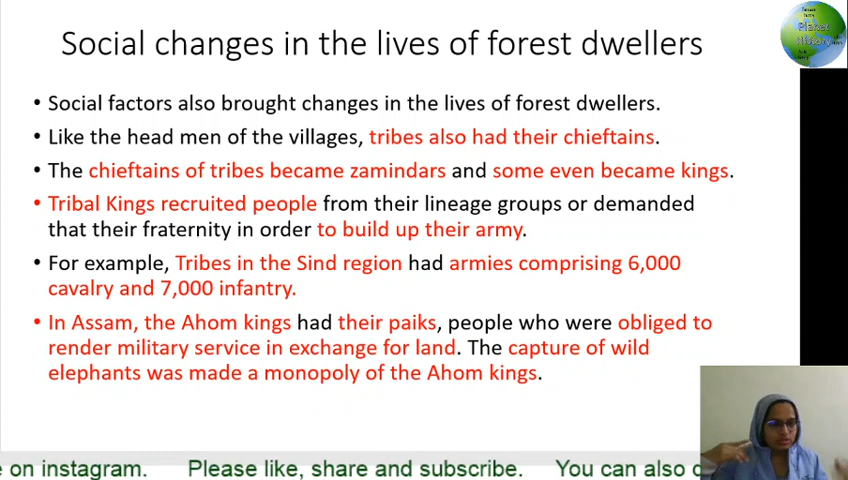 Social changes in the lives of forest dwellers
• Social factors also brought changes in the lives of forest dwellers.
• Like the head men of the villages, tribes also had their chieftains.
• The chieftains of tribes became zamindars and some even became kings.
• Tribal Kings recruited people from their lineage groups or demanded
that their fraternity in order to build up their army.
• For example, Tribes in the Sind region had armies comprising 6,000
cavalry and 7,000 infantry.
• In Assam, the Ahom kings had their paiks, people who were obliged to
render military service in exchange for land. The capture of wild
elephants was made a monopoly of the Ahom kings.
Planet
History
e on instagram. Please like, share and subscribe. You can also